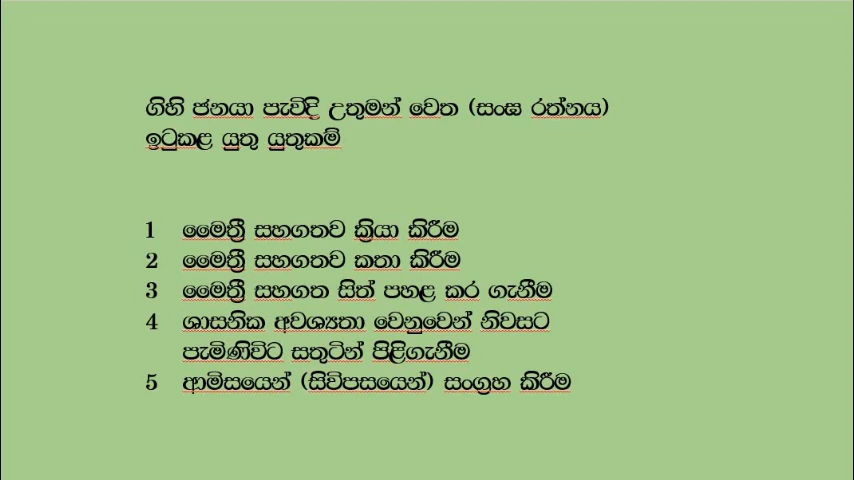 ගිහි ජනයා පැවිදි උතුමන් වෙත (සංඝ රත්නය)
ඉටුකළ යුතු යුතුකම්
1 මෛත්‍රී සහගතව ක්‍රියා කිරීම
2 මෛත්‍රී සහගතව කතා කිරීම
3 මෛත්‍රී සහගත සිත් පහළ කර ගැනීම
4 ශාසනික අවශ්‍යතා වෙනුවෙන් නිවසට
පැමිණිවිට සතුටින් පිළිගැනීම
5 ආමිසයෙන් (සිව්පසයෙන්) සංග්‍රහ කිරීම